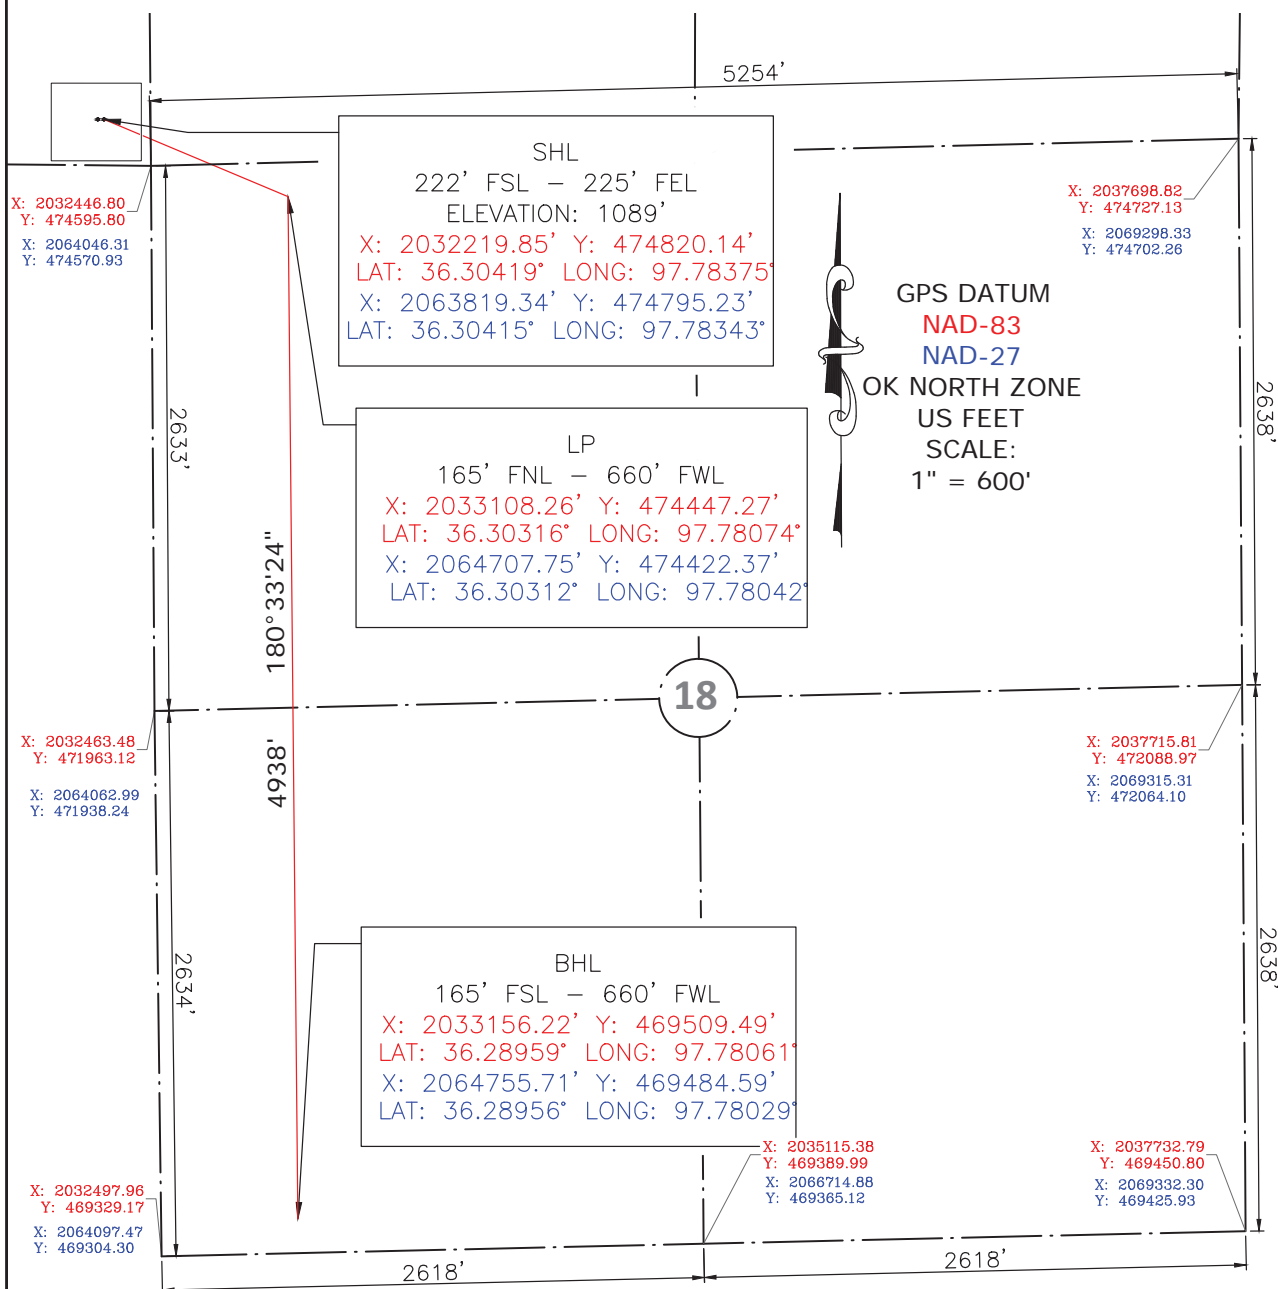 5254'
SHL
222' FSL – 225' FEL
ELEVATION: 1089'
X: 2032219.85' Y: 474820.14'
LAT: 36.30419° LONG: 97.78375°
X: 2063819.34' Y: 474795.23'
LAT: 36.30415° LONG: 97.78343°
X: 2032446.80
Y: 474595.80
X: 2064046.31
Y: 474570.93
X: 2037698.82
Y: 474727.13
X: 2069298.33
Y: 474702.26
GPS DATUM
NAD-83
NAD-27
OK NORTH ZONE
US FEET
SCALE:
1" = 600'
2633'
2638'
LP
165' FNL – 660' FWL
X: 2033108.26' Y: 474447.27'
LAT: 36.30316° LONG: 97.78074°
X: 2064707.75' Y: 474422.37'
LAT: 36.30312° LONG: 97.78042°
180°33'24"
4938'
18
X: 2032463.48
Y: 471963.12
X: 2064062.99
Y: 471938.24
X: 2037715.81
Y: 472088.97
X: 2069315.31
Y: 472064.10
2634'
2638'
BHL
165' FSL – 660' FWL
X: 2033156.22' Y: 469509.49'
LAT: 36.28959° LONG: 97.78061°
X: 2064755.71' Y: 469484.59'
LAT: 36.28956° LONG: 97.78029°
X: 2032497.96
Y: 469329.17
X: 2064097.47
Y: 469304.30
X: 2035115.38
Y: 469389.99
X: 2066714.88
Y: 469365.12
X: 2037732.79
Y: 469450.80
X: 2069332.30
Y: 469425.93
2618'
2618'